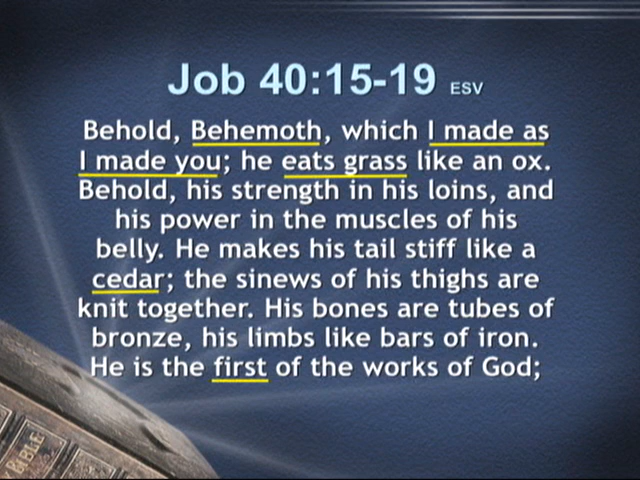 Job 40:15-19 ESV
Behold, Behemoth, which I made as
I made you; he eats grass like an ox.
Behold, his strength in his loins, and
his power in the muscles of his
belly. He makes his tail stiff like a
cedar; the sinews of his thighs are
knit together. His bones are tubes of
bronze, his limbs like bars of iron.
He is the first of the works of God;
BIBLE